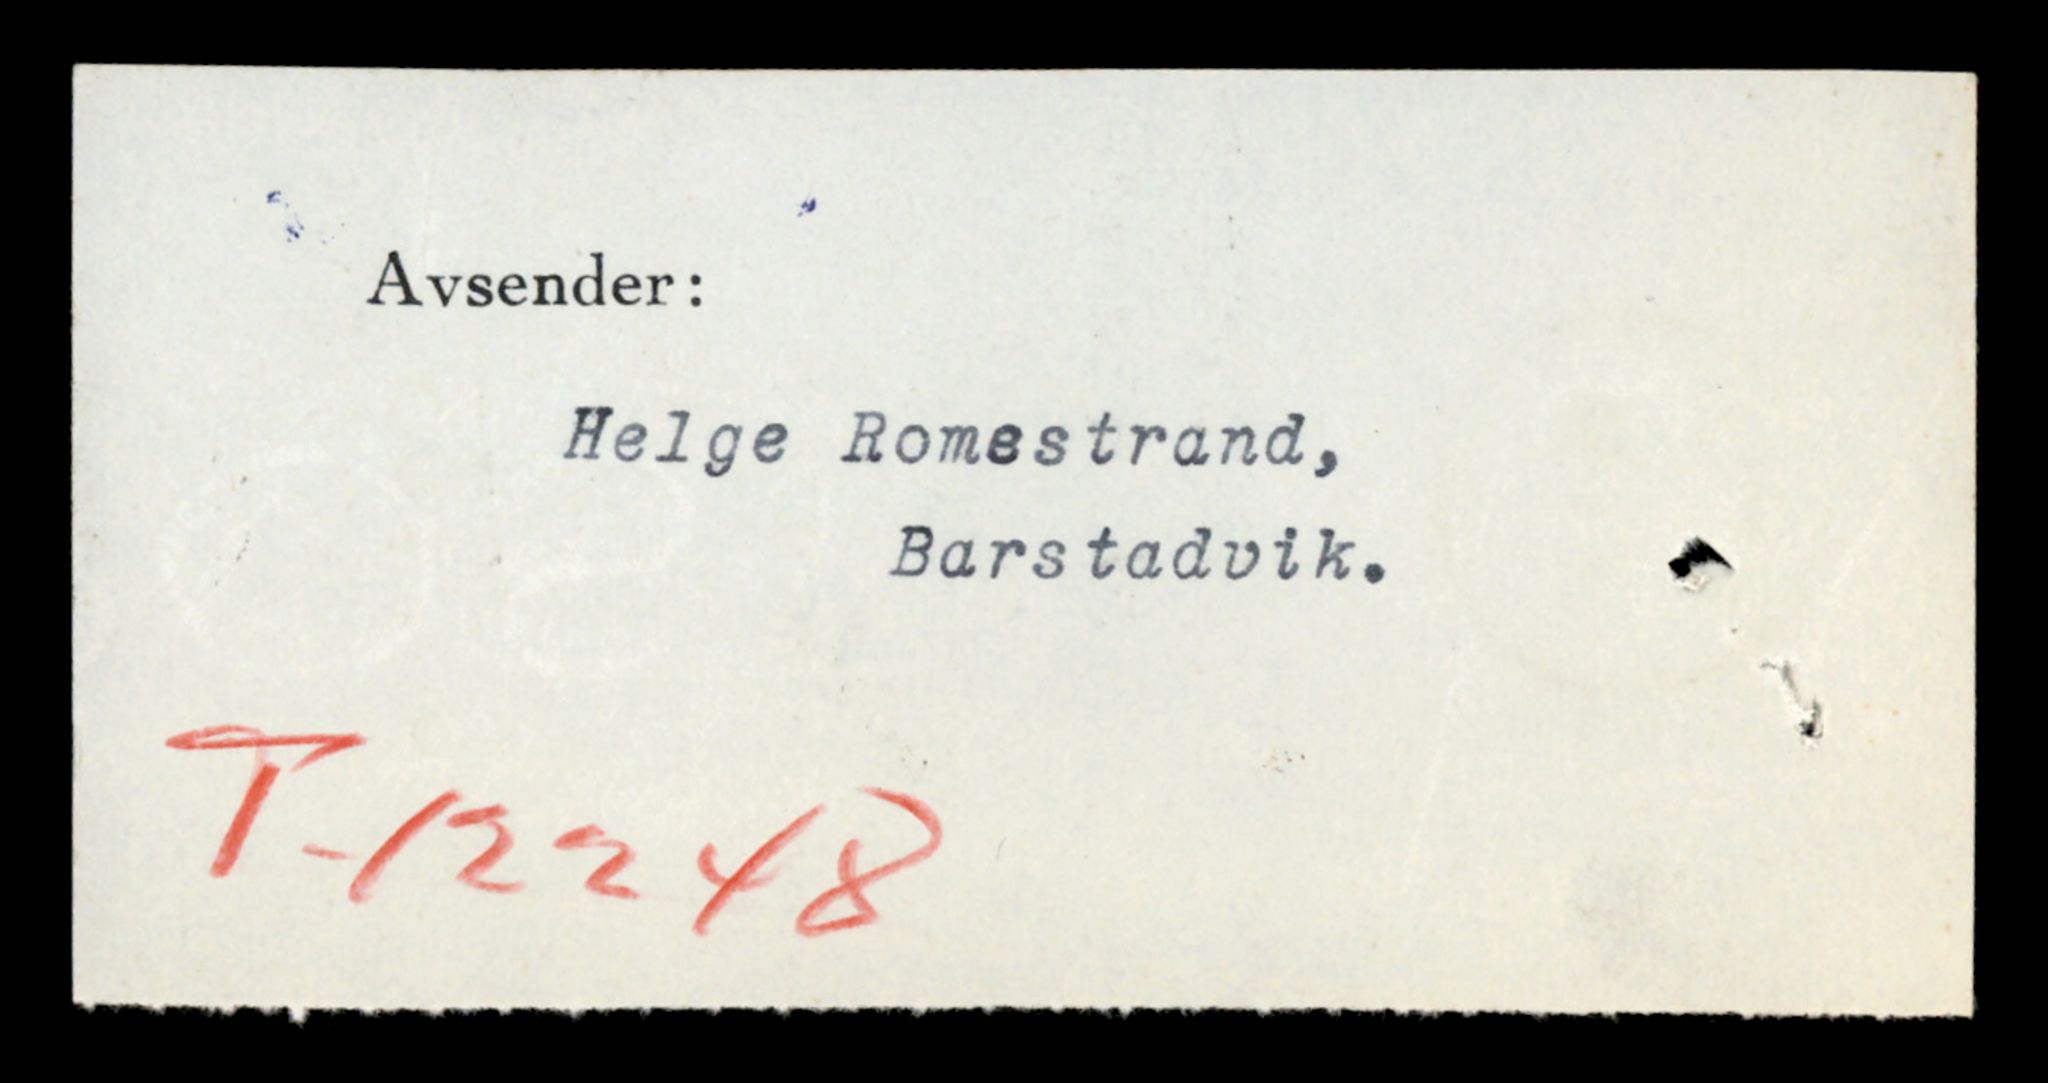 Avsender:
Helge Romestrand,
Barstadvik.
T-12248